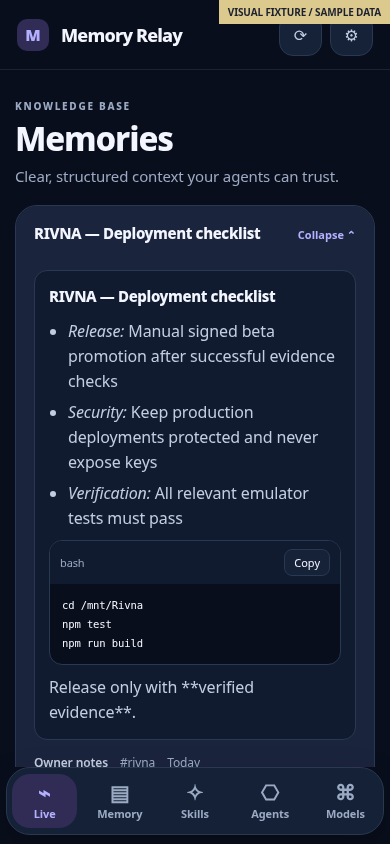 VISUAL FIXTURE / SAMPLE DATA
M Memory Relay
KNOWLEDGE BASE
Memories
Clear, structured context your agents can trust.
RIVNA — Deployment checklist Collapse
RIVNA — Deployment checklist
• Release: Manual signed beta
promotion after successful evidence
checks
• Security: Keep production
deployments protected and never
expose keys
• Verification: All relevant emulator
tests must pass
bash Copy
cd /mnt/Rivna
npm test
npm run build
Release only with **verified
evidence**.
Owner notes #rivna Today
Live Memory Skills Agents Models